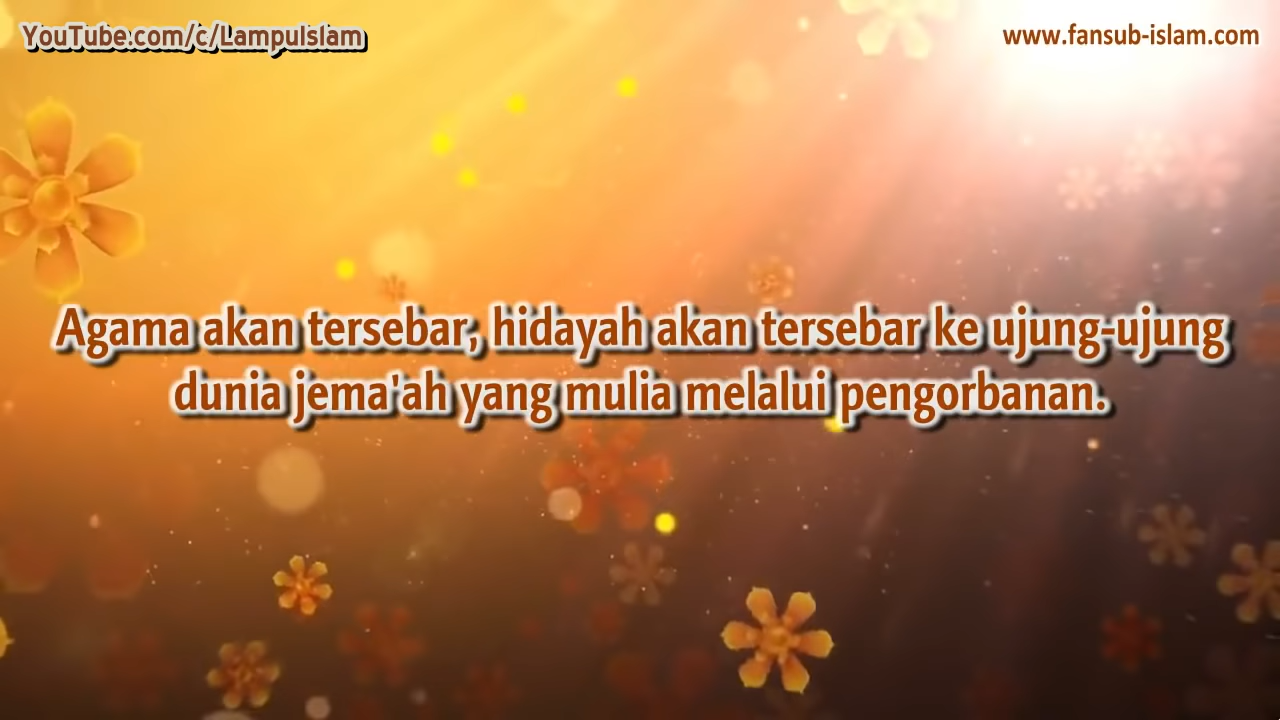 YouTube.com/c/LampuIslam
www.fansub-islam.com
Agama akan tersebar, hidayah akan tersebar ke ujung-ujung
dunia jema'ah yang mulia melalui pengorbanan.